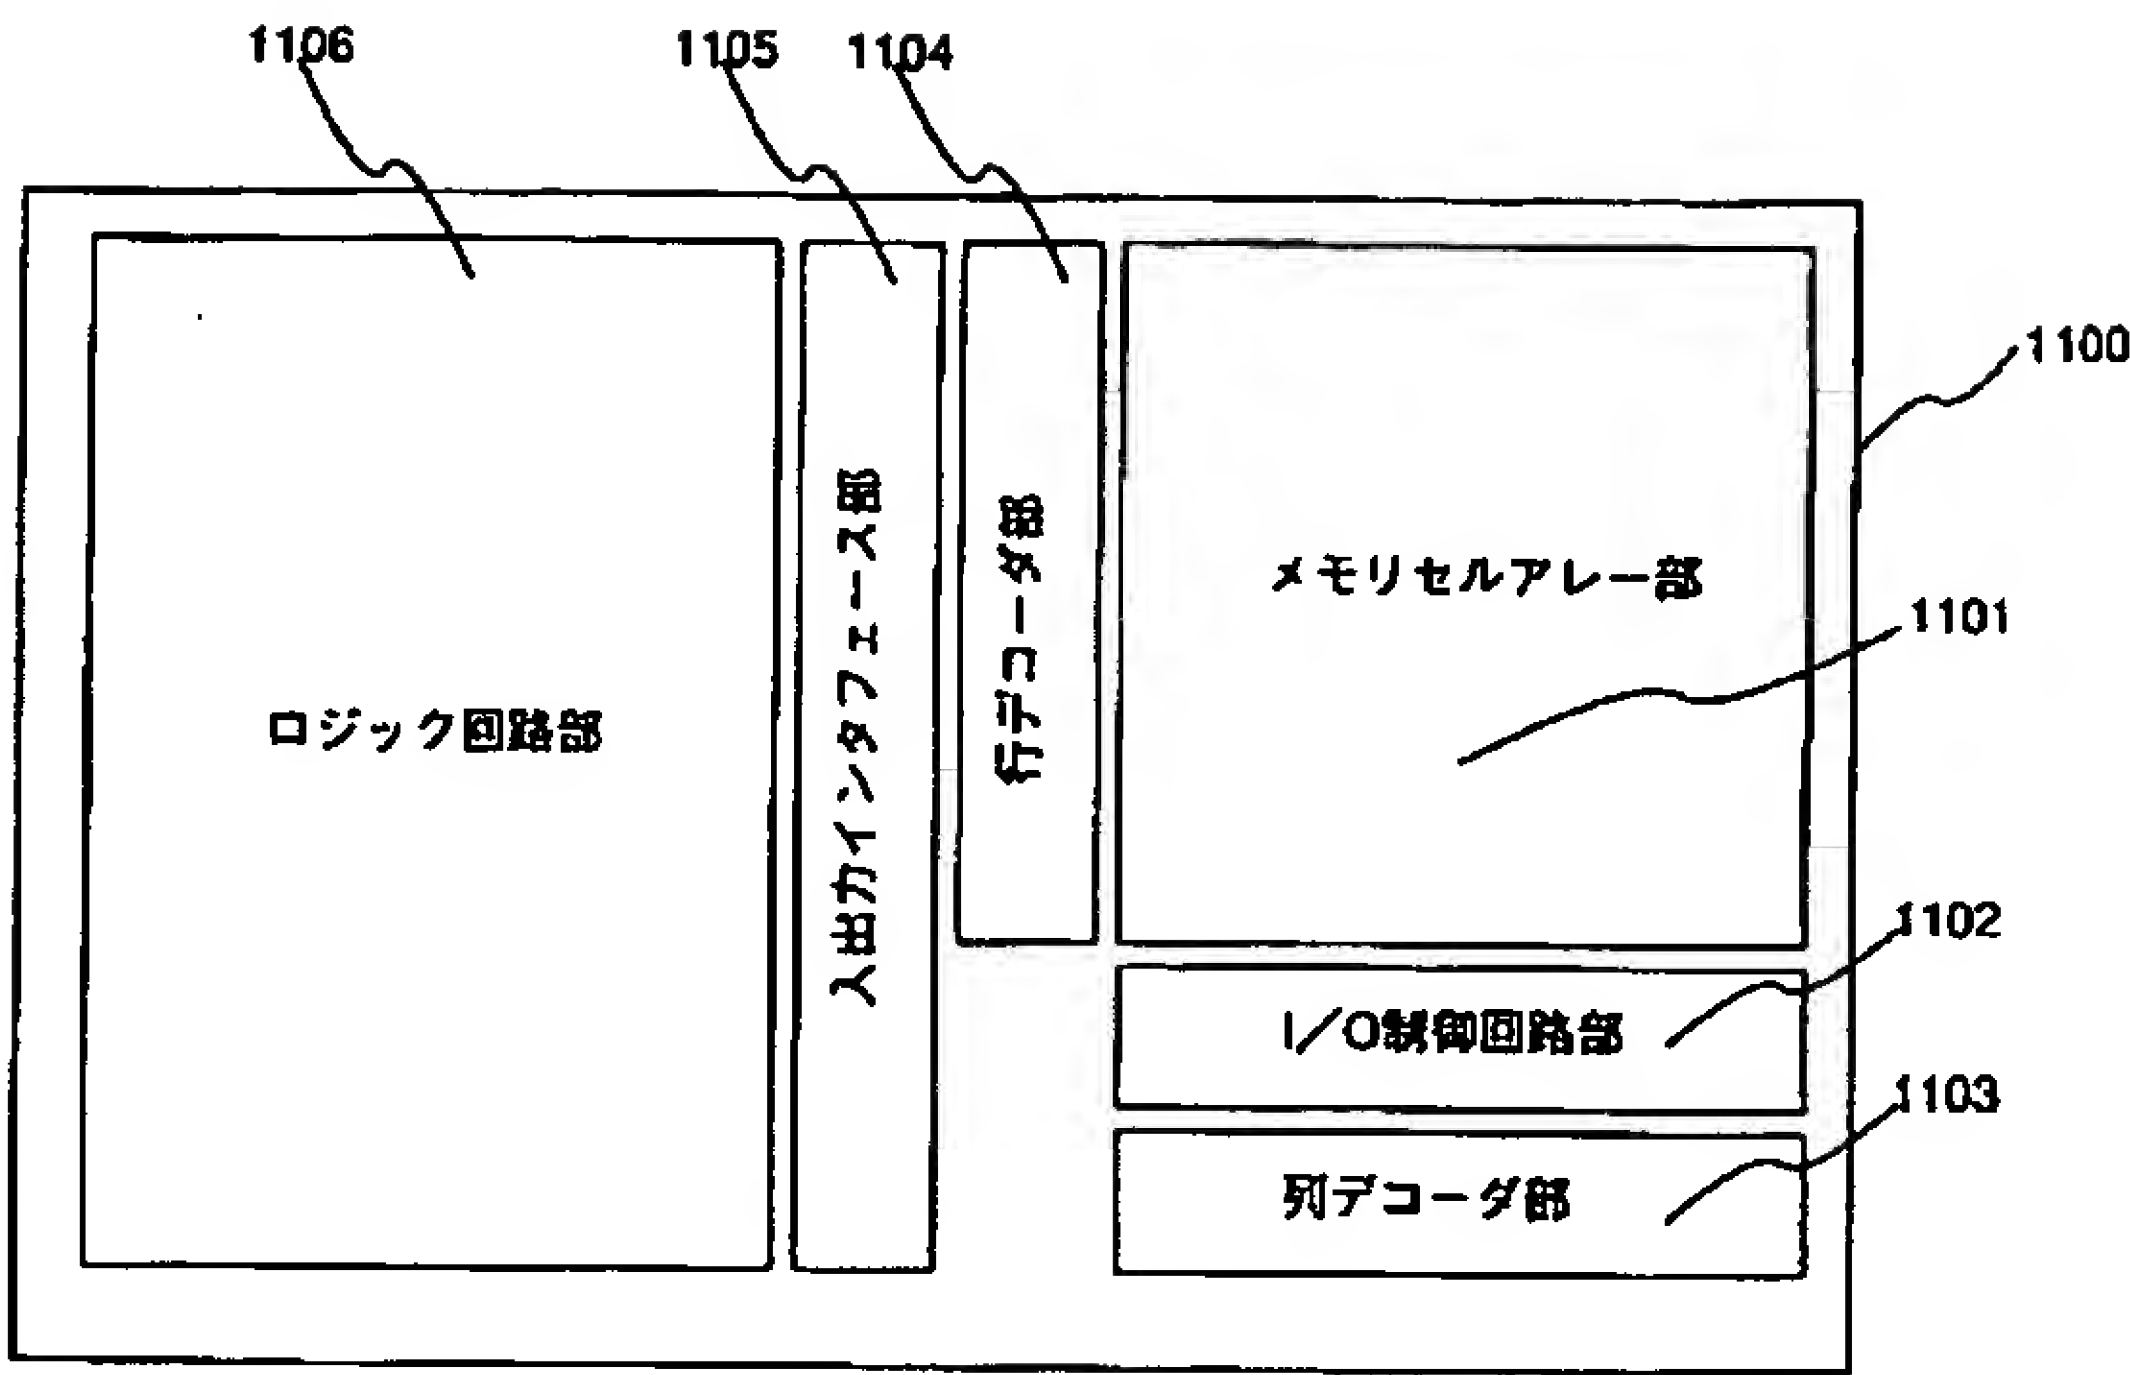 1106
1105
1104
1100
ロジック回路部
入出力インタフェース部
行デコーダ部
メモリセルアレー部
1101
1102
I/O制御回路部
1103
列デコーダ部